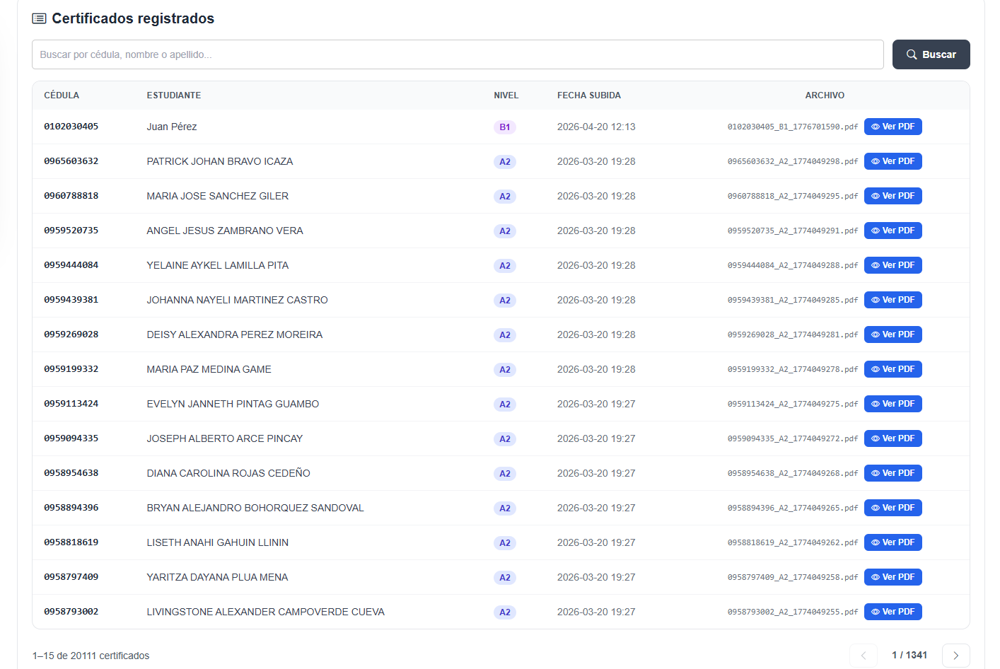 Certificados registrados
Buscar por cédula, nombre o apellido...
Buscar
CÉDULA ESTUDIANTE NIVEL FECHA SUBIDA ARCHIVO
0102030405 Juan Pérez B1 2026-04-20 12:13 0102030405_B1_1776701590.pdf Ver PDF
0965603632 PATRICK JOHAN BRAVO ICAZA A2 2026-03-20 19:28 0965603632_A2_1774049298.pdf Ver PDF
0960788818 MARIA JOSE SANCHEZ GILER A2 2026-03-20 19:28 0960788818_A2_1774049295.pdf Ver PDF
0959520735 ANGEL JESUS ZAMBRANO VERA A2 2026-03-20 19:28 0959520735_A2_1774049291.pdf Ver PDF
0959444084 YELAINE AYKEL LAMILLA PITA A2 2026-03-20 19:28 0959444084_A2_1774049288.pdf Ver PDF
0959439381 JOHANNA NAYELI MARTINEZ CASTRO A2 2026-03-20 19:28 0959439381_A2_1774049285.pdf Ver PDF
0959269028 DEISY ALEXANDRA PEREZ MOREIRA A2 2026-03-20 19:28 0959269028_A2_1774049281.pdf Ver PDF
0959199332 MARIA PAZ MEDINA GAME A2 2026-03-20 19:28 0959199332_A2_1774049278.pdf Ver PDF
0959113424 EVELYN JANNETH PINTAG GUAMBO A2 2026-03-20 19:27 0959113424_A2_1774049275.pdf Ver PDF
0959094335 JOSEPH ALBERTO ARCE PINCAY A2 2026-03-20 19:27 0959094335_A2_1774049272.pdf Ver PDF
0958954638 DIANA CAROLINA ROJAS CEDEÑO A2 2026-03-20 19:27 0958954638_A2_1774049268.pdf Ver PDF
0958894396 BRYAN ALEJANDRO BOHORQUEZ SANDOVAL A2 2026-03-20 19:27 0958894396_A2_1774049265.pdf Ver PDF
0958818619 LISETH ANAHI GAHUIN LLININ A2 2026-03-20 19:27 0958818619_A2_1774049262.pdf Ver PDF
0958797409 YARITZA DAYANA PLUA MENA A2 2026-03-20 19:27 0958797409_A2_1774049258.pdf Ver PDF
0958793002 LIVINGSTONE ALEXANDER CAMPOVERDE CUEVA A2 2026-03-20 19:27 0958793002_A2_1774049255.pdf Ver PDF
1–15 de 20111 certificados 1 / 1341